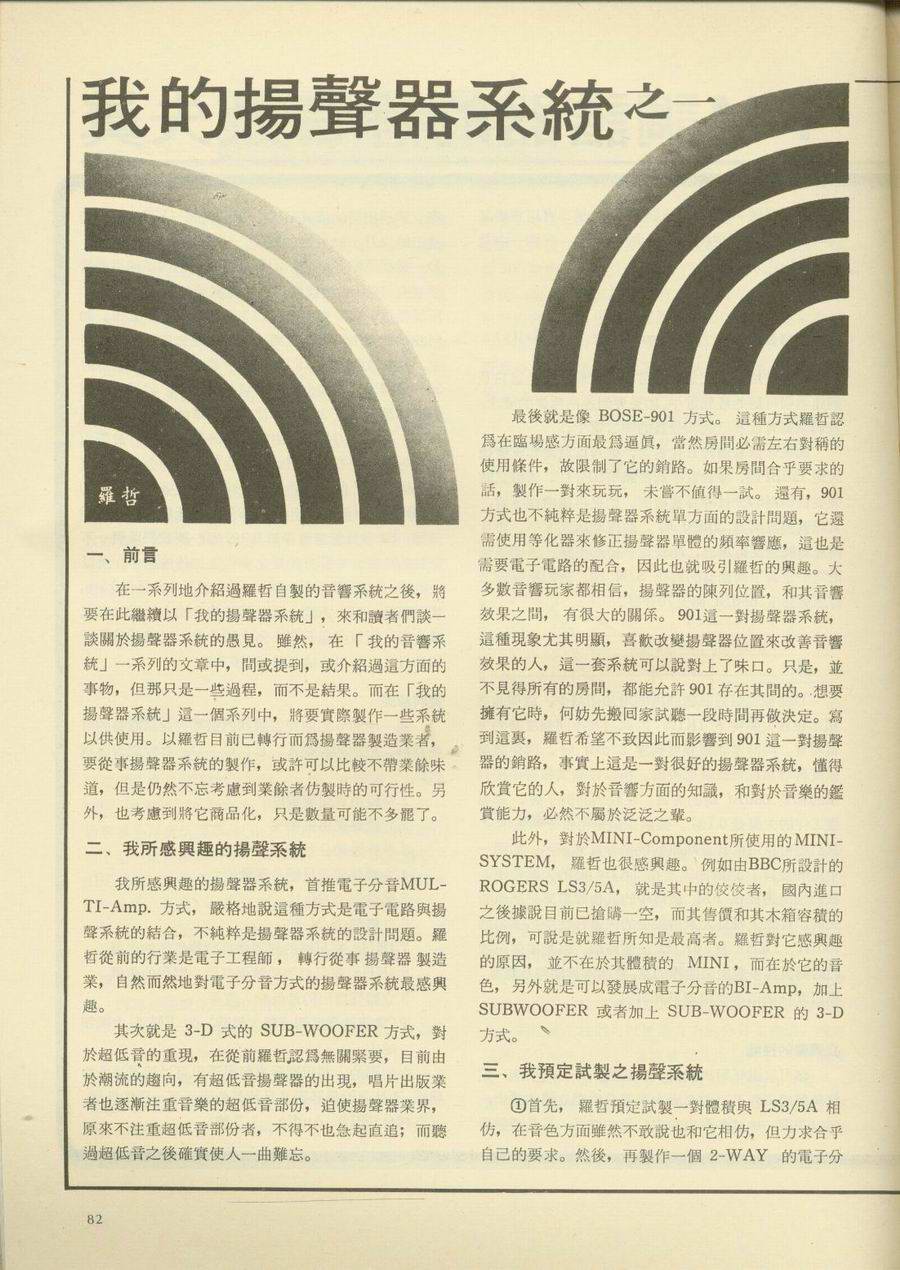 我的揚聲器系統之一
羅哲
一、前言
在一系列地介紹過羅哲自製的音響系統之後，將
要在此繼續以「我的揚聲器系統」，來和讀者們談一
談關於揚聲器系統的愚見。雖然，在「我的音響系
統」一系列的文章中，間或提到，或介紹過這方面的
事物，但那只是一些過程，而不是結果。而在「我的
揚聲器系統」這一個系列中，將要實際製作一些系統
以供使用。以羅哲目前已轉行而爲揚聲器製造業者，
要從事揚聲器系統的製作，或許可以比較不帶業餘味
道，但是仍然不忘考慮到業餘者仿製時的可行性。另
外，也考慮到將它商品化，只是數量可能不多罷了。
二、我所感興趣的揚聲系統
我所感興趣的揚聲器系統，首推電子分音MUL-
TI-Amp. 方式，嚴格地說這種方式是電子電路與揚
聲系統的結合，不純粹是揚聲器系統的設計問題。羅
哲從前的行業是電子工程師，轉行從事揚聲器製造
業，自然而然地對電子分音方式的揚聲器系統最感興
趣。
其次就是 3-D 式的 SUB-WOOFER 方式，對
於超低音的重現，在從前羅哲認爲無關緊要，目前由
於潮流的趨向，有超低音揚聲器的出現，唱片出版業
者也逐漸注重音樂的超低音部份，迫使揚聲器業界，
原來不注重超低音部份者，不得不也急起直追；而聽
過超低音之後確實使人一曲難忘。
最後就是像 BOSE-901 方式。這種方式羅哲認
爲在臨場感方面最爲逼眞，當然房間必需左右對稱的
使用條件，故限制了它的銷路。如果房間合乎要求的
話，製作一對來玩玩，未嘗不値得一試。還有，901
方式也不純粹是揚聲器系統單方面的設計問題，它還
需使用等化器來修正揚聲器單體的頻率響應，這也是
需要電子電路的配合，因此也就吸引羅哲的興趣。大
多數音響玩家都相信，揚聲器的陳列位置，和其音響
效果之間，有很大的關係。901這一對揚聲器系統，
這種現象尤其明顯，喜歡改變揚聲器位置來改善音響
效果的人，這一套系統可以說對上了味口。只是，並
不見得所有的房間，都能允許 901 存在其間的。想要
擁有它時，何妨先搬回家試聽一段時間再做決定。寫
到這裏，羅哲希望不致因此而影響到 901 這一對揚聲
器的銷路，事實上這是一對很好的揚聲器系統，懂得
欣賞它的人，對於音響方面的知識，和對於音樂的鑑
賞能力，必然不屬於泛泛之輩。
此外，對於MINI-Component所使用的MINI-
SYSTEM，羅哲也很感興趣。例如由BBC所設計的
ROGERS LS3/5A，就是其中的佼佼者，國內進口
之後據說目前已搶購一空，而其售價和其木箱容積的
比例，可說是就羅哲所知是最高者。羅哲對它感興趣
的原因，並不在於其體積的 MINI，而在於它的音
色，另外就是可以發展成電子分音的BI-Amp，加上
SUBWOOFER 或者加上 SUB-WOOFER 的 3-D
方式。
三、我預定試製之揚聲系統
①首先，羅哲預定試製一對體積與 LS3/5A 相
仿，在音色方面雖然不敢說也和它相仿，但力求合乎
自己的要求。然後，再製作一個 2-WAY 的電子分
82